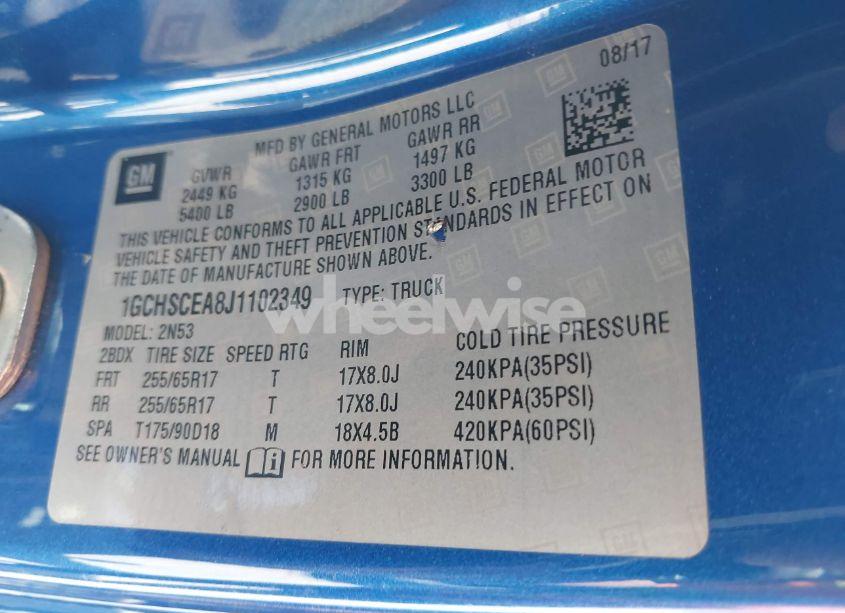 08/17
MFD BY GENERAL MOTORS LLC
GM GVWR GAWR FRT GAWR RR
2449 KG 1315 KG 1497 KG
5400 LB 2900 LB 3300 LB
THIS VEHICLE CONFORMS TO ALL APPLICABLE U.S. FEDERAL MOTOR
VEHICLE SAFETY AND THEFT PREVENTION STANDARDS IN EFFECT ON
THE DATE OF MANUFACTURE SHOWN ABOVE.
1GCHSCEA8J1102349 TYPE: TRUCK
wheelwise
MODEL: 2N53
2BDX TIRE SIZE SPEED RTG RIM COLD TIRE PRESSURE
FRT 255/65R17 T 17X8.0J 240KPA(35PSI)
RR 255/65R17 T 17X8.0J 240KPA(35PSI)
SPA T175/90D18 M 18X4.5B 420KPA(60PSI)
SEE OWNER'S MANUAL i FOR MORE INFORMATION.